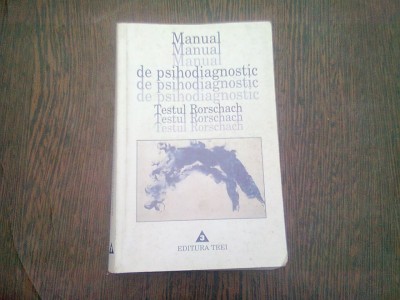 Manual
Manual
Manual
de psihodiagnostic
de psihodiagnostic
de psihodiagnostic
Testul Rorschach
Testul Rorschach
Testul Rorschach
EDITURA TREI